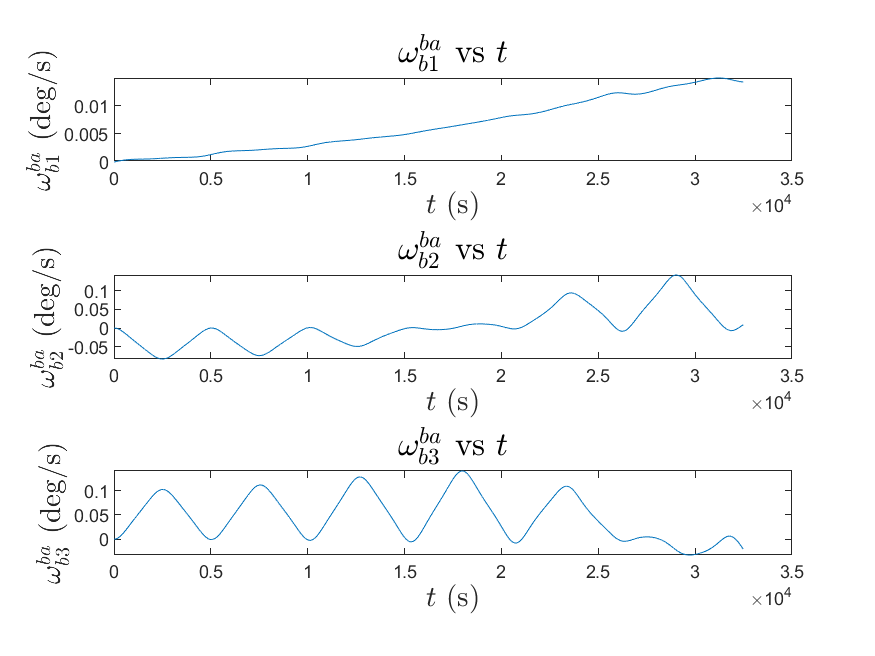 ω_{b1}^{ba} vs t
ω_{b1}^{ba} (deg/s)
0.01
0.005
0
0 0.5 1 1.5 2 2.5 3 3.5
t (s)
×10^4
ω_{b2}^{ba} vs t
ω_{b2}^{ba} (deg/s)
0.1
0.05
0
-0.05
0 0.5 1 1.5 2 2.5 3 3.5
t (s)
×10^4
ω_{b3}^{ba} vs t
ω_{b3}^{ba} (deg/s)
0.1
0.05
0
0 0.5 1 1.5 2 2.5 3 3.5
t (s)
×10^4